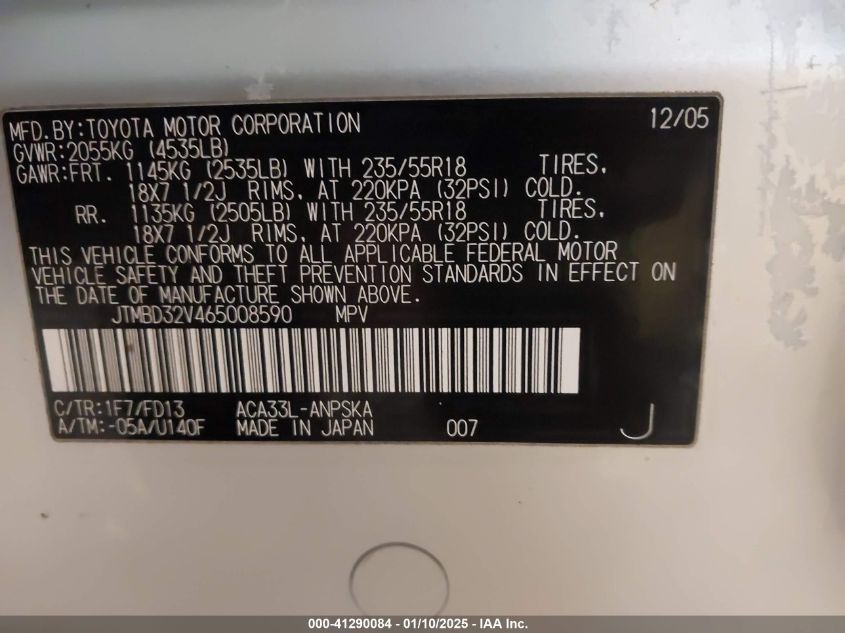 MFD.BY:TOYOTA MOTOR CORPORATION 12/05
GVWR:2055KG (4535LB)
GAWR:FRT. 1145KG (2535LB) WITH 235/55R18 TIRES,
18X7 1/2J RIMS, AT 220KPA (32PSI) COLD.
RR. 1135KG (2505LB) WITH 235/55R18 TIRES,
18X7 1/2J RIMS, AT 220KPA (32PSI) COLD.
THIS VEHICLE CONFORMS TO ALL APPLICABLE FEDERAL MOTOR
VEHICLE SAFETY AND THEFT PREVENTION STANDARDS IN EFFECT ON
THE DATE OF MANUFACTURE SHOWN ABOVE.
JTMBD32V465008590 MPV
C/TR:1F7/FD13 ACA33L-ANPSKA
A/TM:-05A/U140F MADE IN JAPAN 007 J
000-41290084 - 01/10/2025 - IAA Inc.